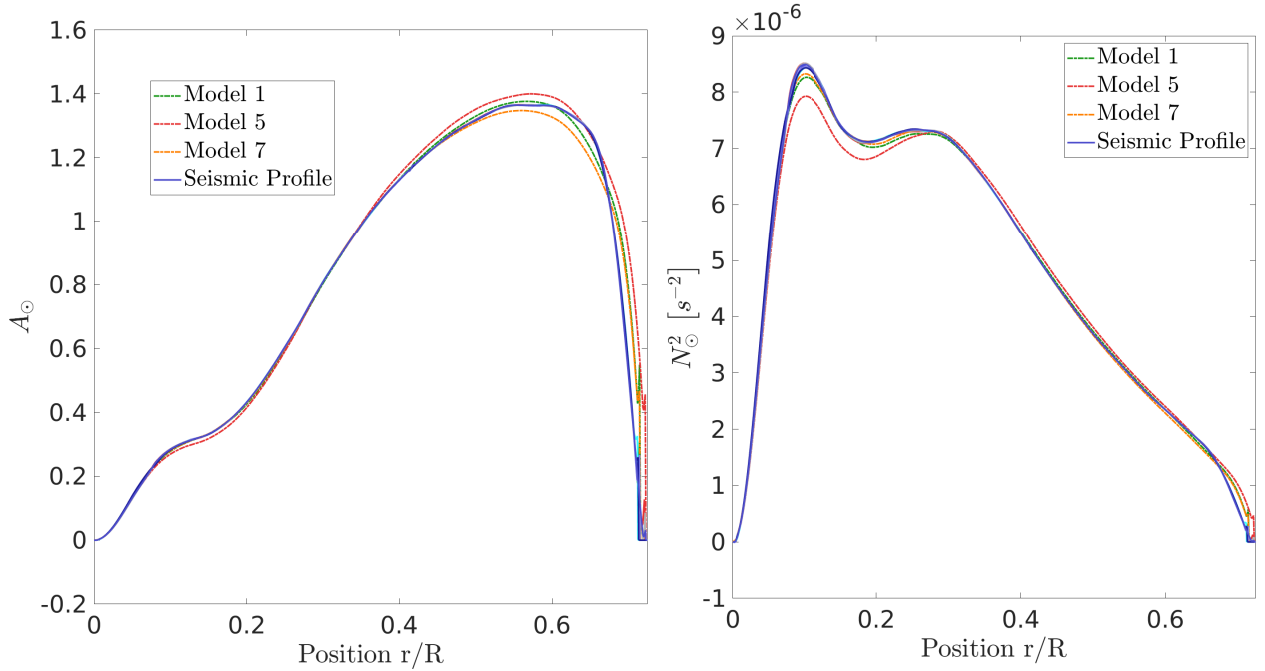 1.6
1.4
1.2
1
0.8
0.6
0.4
0.2
0
-0.2
0
0.2
0.4
0.6
Position r/R
A⊙
Model 1
Model 5
Model 7
Seismic Profile
×10⁻⁶
9
8
7
6
5
4
3
2
1
0
-1
0
0.2
0.4
0.6
Position r/R
N²⊙ [s⁻²]
Model 1
Model 5
Model 7
Seismic Profile